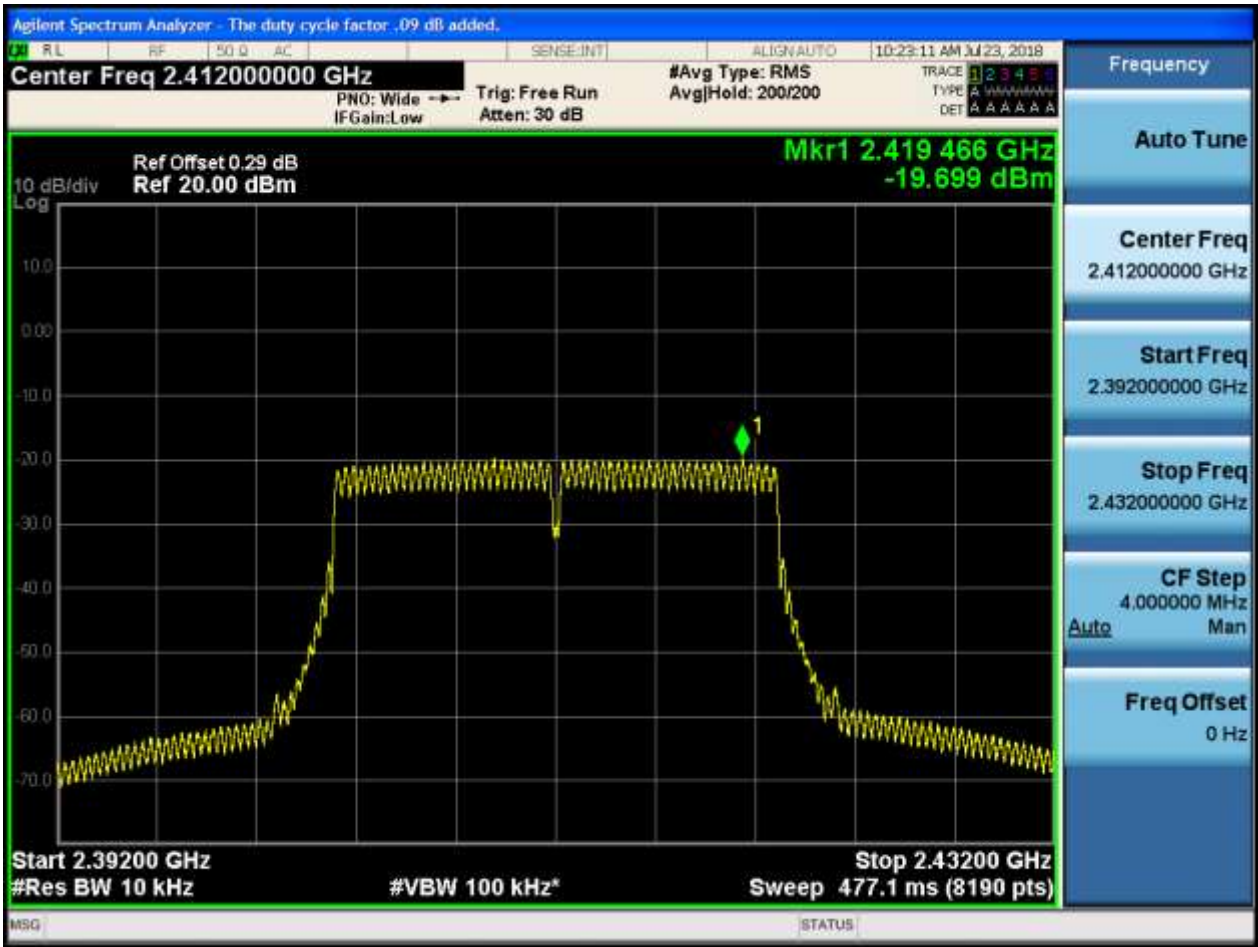 Agilent Spectrum Analyzer - The duty cycle factor .09 dB added.
RL RF 50 Ω AC SENSE:INT ALIGNAUTO 10:23:11 AM Jul 23, 2018
Center Freq 2.412000000 GHz
PNO: Wide
IFGain:Low
Trig: Free Run
Atten: 30 dB
#Avg Type: RMS
Avg|Hold: 200/200
TRACE 1 2 3 4 5 6
TYPE A
DET A A A A A A
Mkr1 2.419 466 GHz
-19.699 dBm
Ref Offset 0.29 dB
10 dB/div Ref 20.00 dBm
Log
10.0
0.00
-10.0
-20.0
-30.0
-40.0
-50.0
-60.0
-70.0
1
Start 2.39200 GHz Stop 2.43200 GHz
#Res BW 10 kHz #VBW 100 kHz* Sweep 477.1 ms (8190 pts)
MSG STATUS
Frequency
Auto Tune
Center Freq
2.412000000 GHz
Start Freq
2.392000000 GHz
Stop Freq
2.432000000 GHz
CF Step
4.000000 MHz
Auto Man
Freq Offset
0 Hz